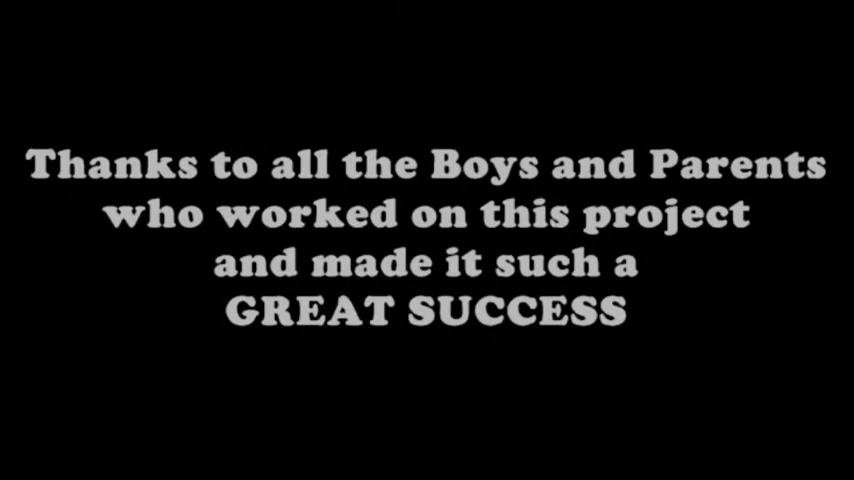 Thanks to all the Boys and Parents
who worked on this project
and made it such a
GREAT SUCCESS